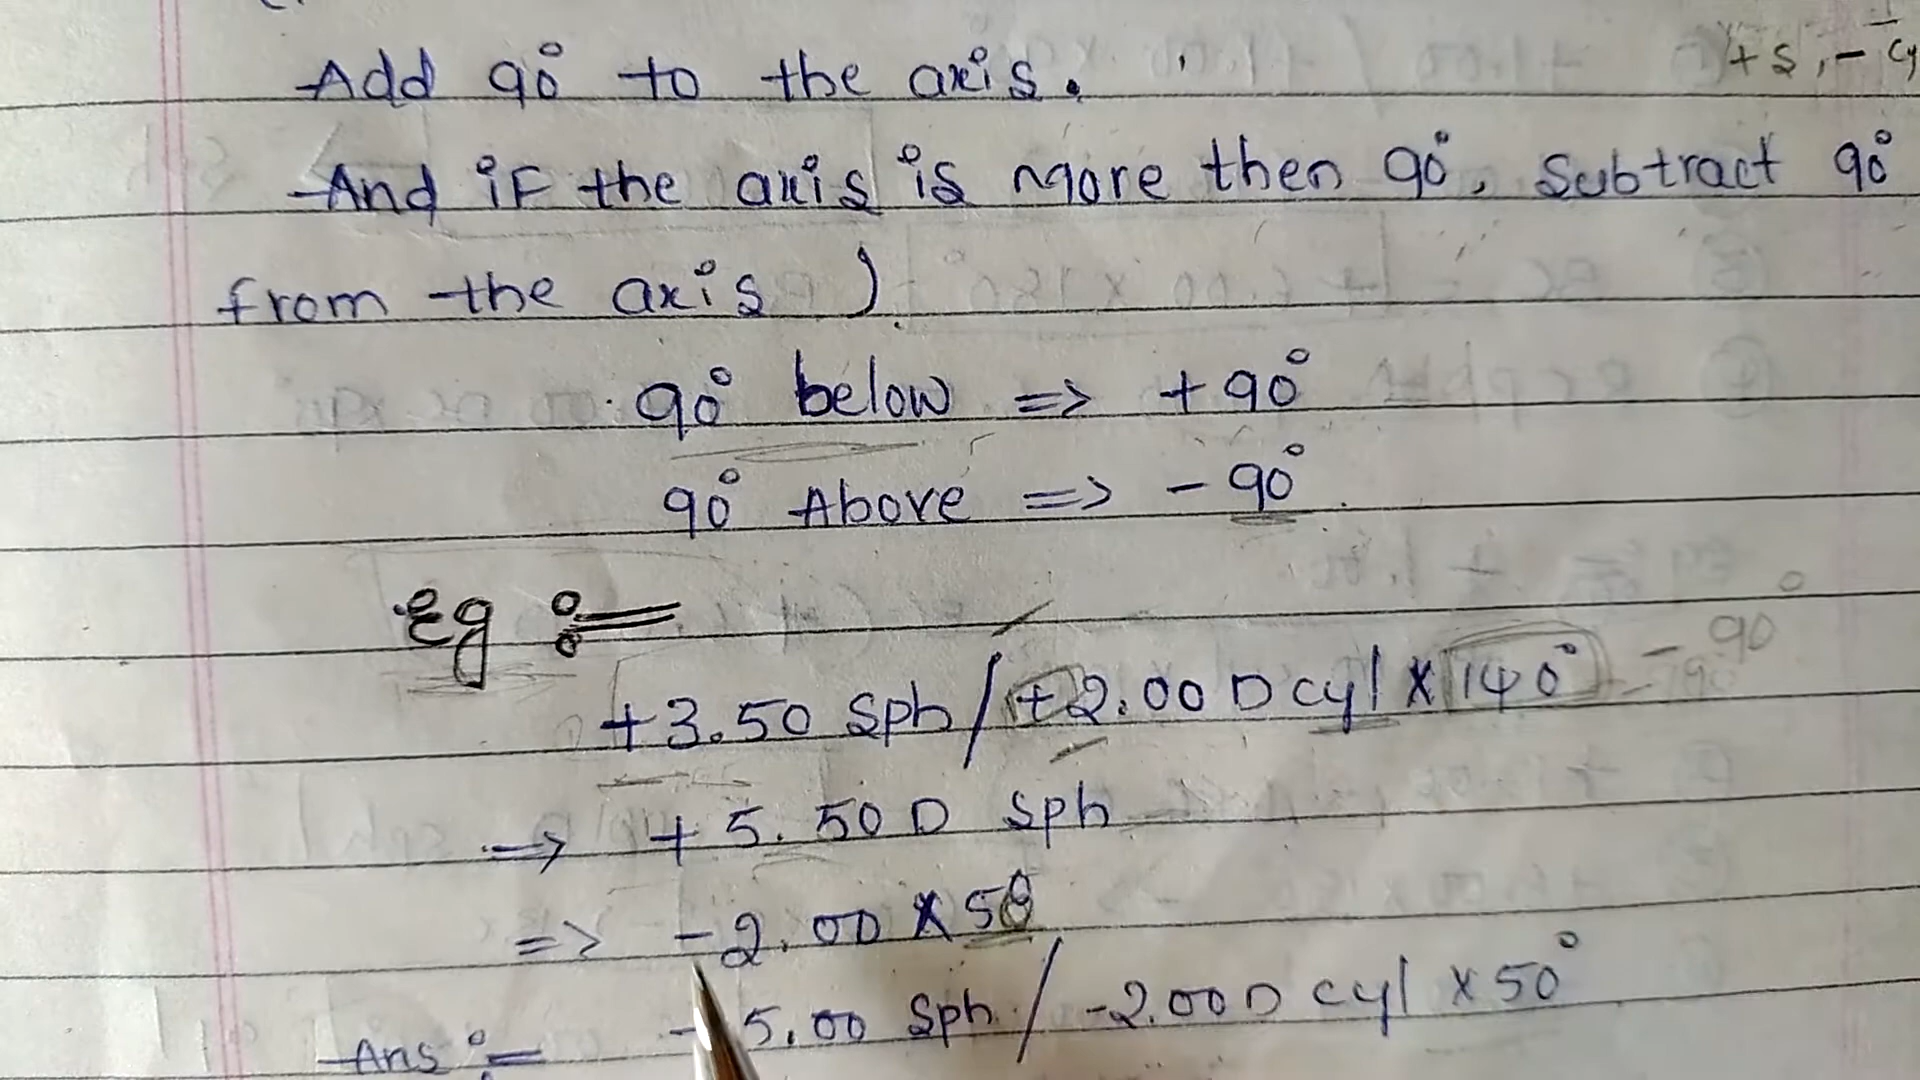 Add 90° to the axis.
+s, - cy
And if the axis is more then 90°, Subtract 90°
from the axis )
90° below => +90°
90° Above => -90°
eg :=
+3.50 Sph / +2.00 D cyl x 140° - 90°
=> +5.50 D Sph
=> -2.00 x 50
Ans := 5.00 Sph / -2.00 D cyl x 50°